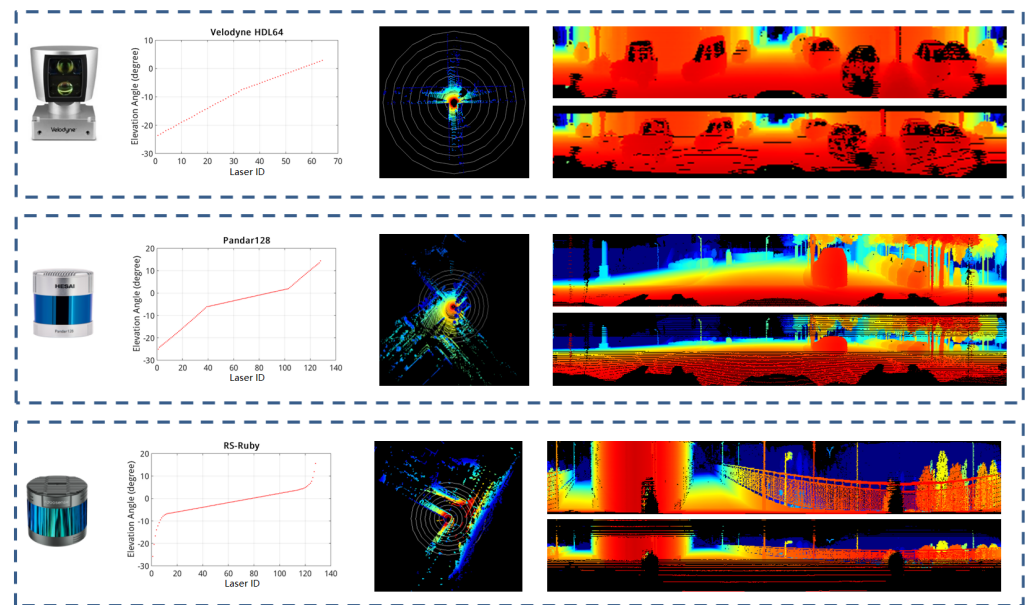 Velodyne HDL64
10
0
-10
-20
-30
Elevation Angle (degree)
0 10 20 30 40 50 60 70
Laser ID
Velodyne
Pandar128
20
10
0
-10
-20
-30
Elevation Angle (degree)
0 20 40 60 80 100 120 140
Laser ID
HESAI
Pandar128
RS-Ruby
20
10
0
-10
-20
-30
Elevation Angle (degree)
0 20 40 60 80 100 120 140
Laser ID